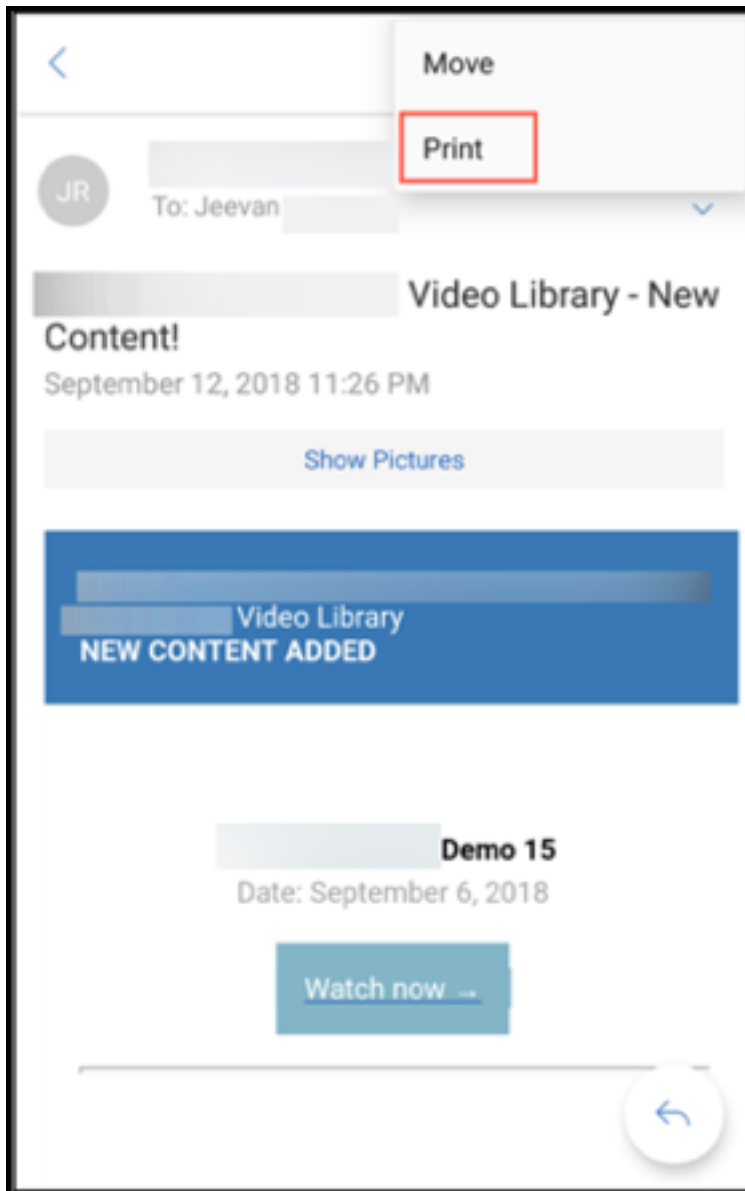 Move
Print
JR
To: Jeevan
Video Library - New
Content!
September 12, 2018 11:26 PM
Show Pictures
Video Library
NEW CONTENT ADDED
Demo 15
Date: September 6, 2018
Watch now →